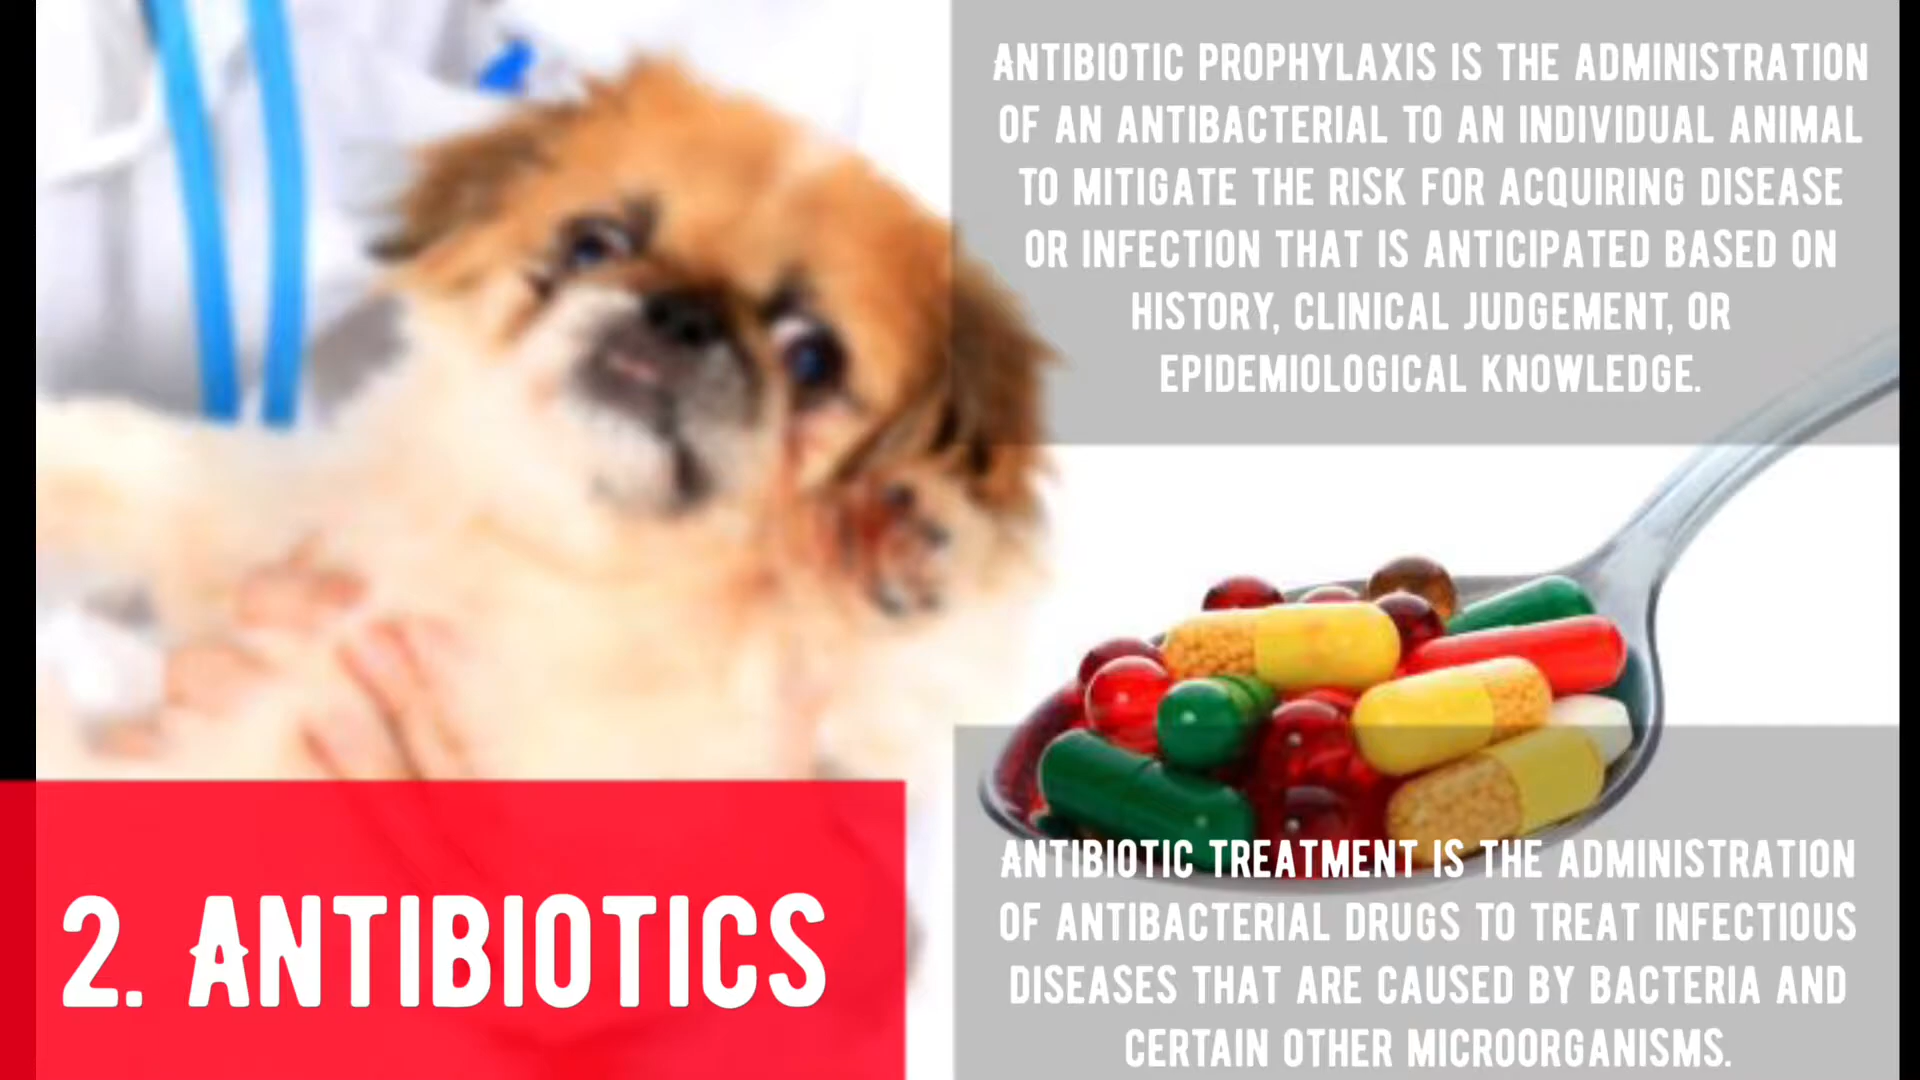 ANTIBIOTIC PROPHYLAXIS IS THE ADMINISTRATION
OF AN ANTIBACTERIAL TO AN INDIVIDUAL ANIMAL
TO MITIGATE THE RISK FOR ACQUIRING DISEASE
OR INFECTION THAT IS ANTICIPATED BASED ON
HISTORY, CLINICAL JUDGEMENT, OR
EPIDEMIOLOGICAL KNOWLEDGE.
ANTIBIOTIC TREATMENT IS THE ADMINISTRATION
OF ANTIBACTERIAL DRUGS TO TREAT INFECTIOUS
DISEASES THAT ARE CAUSED BY BACTERIA AND
CERTAIN OTHER MICROORGANISMS.
2. ANTIBIOTICS